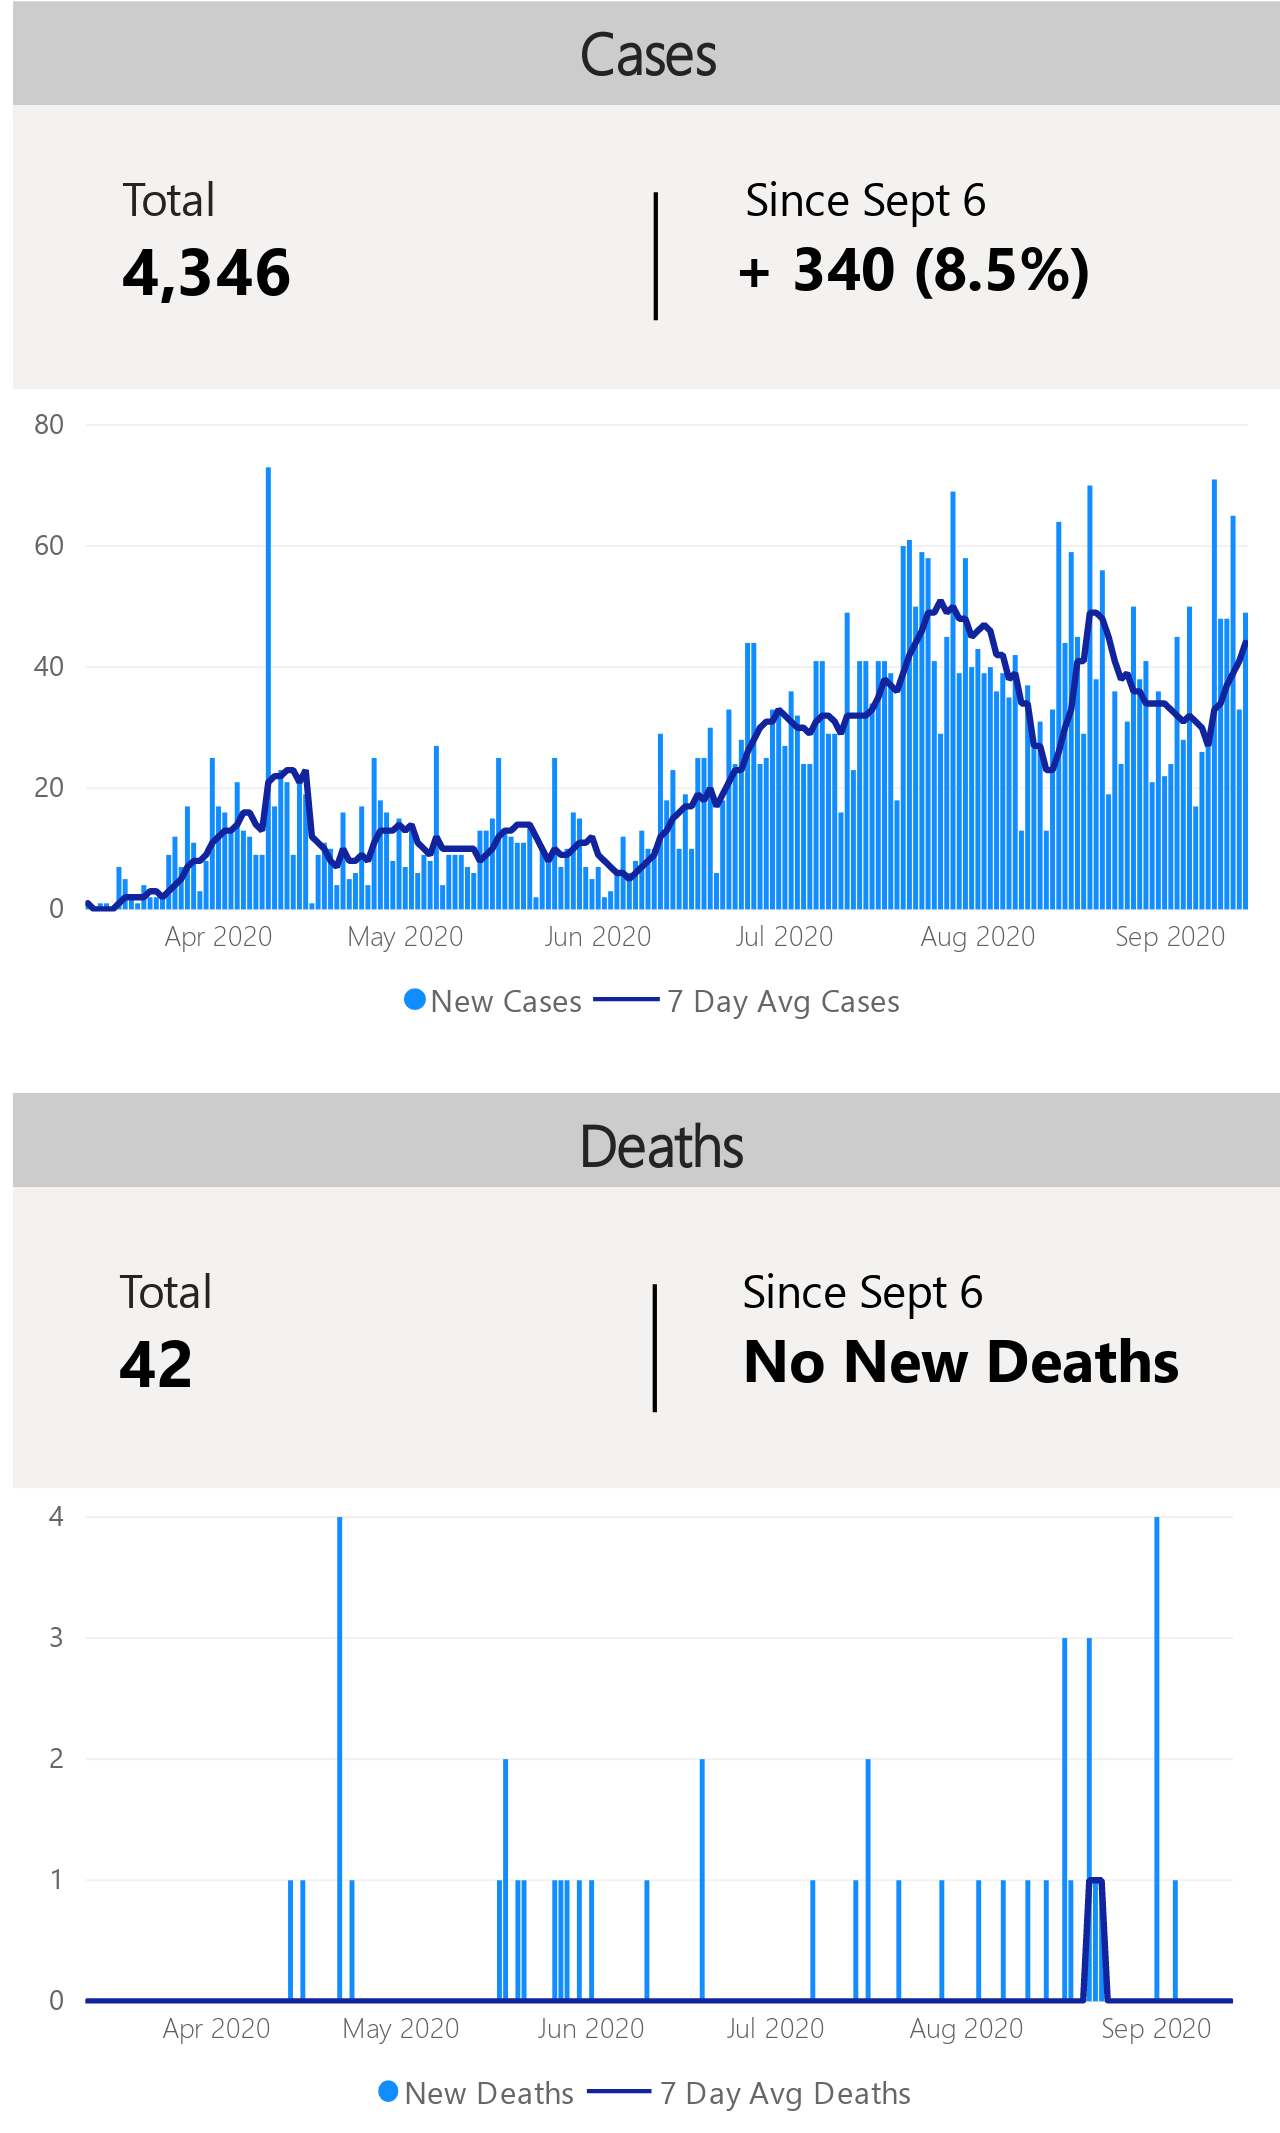 Cases
Total
4,346
Since Sept 6
+ 340 (8.5%)
80
60
40
20
0
Apr 2020 May 2020 Jun 2020 Jul 2020 Aug 2020 Sep 2020
New Cases 7 Day Avg Cases
Deaths
Total
42
Since Sept 6
No New Deaths
4
3
2
1
0
Apr 2020 May 2020 Jun 2020 Jul 2020 Aug 2020 Sep 2020
New Deaths 7 Day Avg Deaths